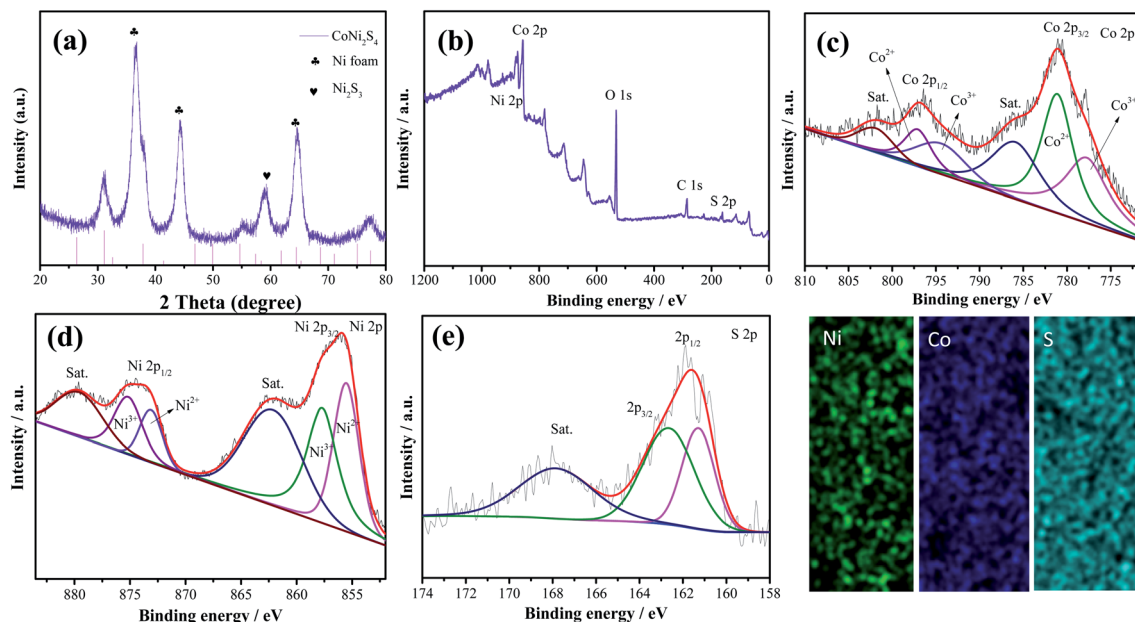 (a)
CoNi2S4
♣ Ni foam
♥ Ni2S3
♣
♣
♣
♥
Intensity (a.u.)
20 30 40 50 60 70 80
2 Theta (degree)
(b)
Co 2p
Ni 2p
O 1s
C 1s
S 2p
Intensity / a.u.
1200 1000 800 600 400 200 0
Binding energy / eV
(c)
Co 2p3/2 Co 2p
Co2+
Co 2p1/2
Sat.
Co3+
Sat.
Co2+
Co3+
Intensity / a.u.
810 805 800 795 790 785 780 775
Binding energy / eV
(d)
Ni 2p3/2 Ni 2p
Ni 2p1/2
Sat.
Ni3+
Ni2+
Sat.
Ni3+
Ni2+
Intensity / a.u.
880 875 870 865 860 855
Binding energy / eV
(e)
2p1/2 S 2p
2p3/2
Sat.
Intensity / a.u.
174 172 170 168 166 164 162 160 158
Binding energy / eV
Ni
Co
S